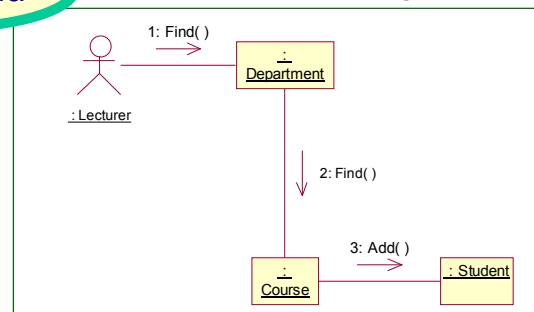 1: Find( )
:
Department
: Lecturer
2: Find( )
3: Add( )
:
Course
: Student